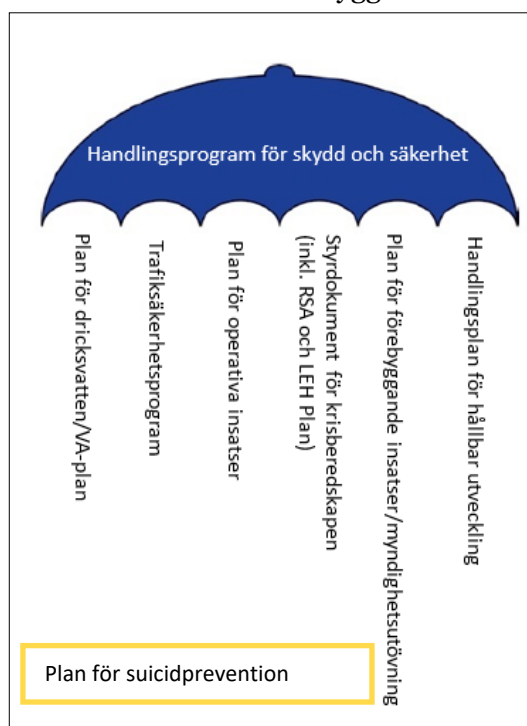 Handlingsprogram för skydd och säkerhet
Plan för dricksvatten/VA-plan
Trafiksäkerhetsprogram
Plan för operativa insatser
Styrdokument för krisberedskapen
(inkl. RSA och LEH Plan)
Plan för förebyggande insatser/myndighetsutövning
Handlingsplan för hållbar utveckling
Plan för suicidprevention